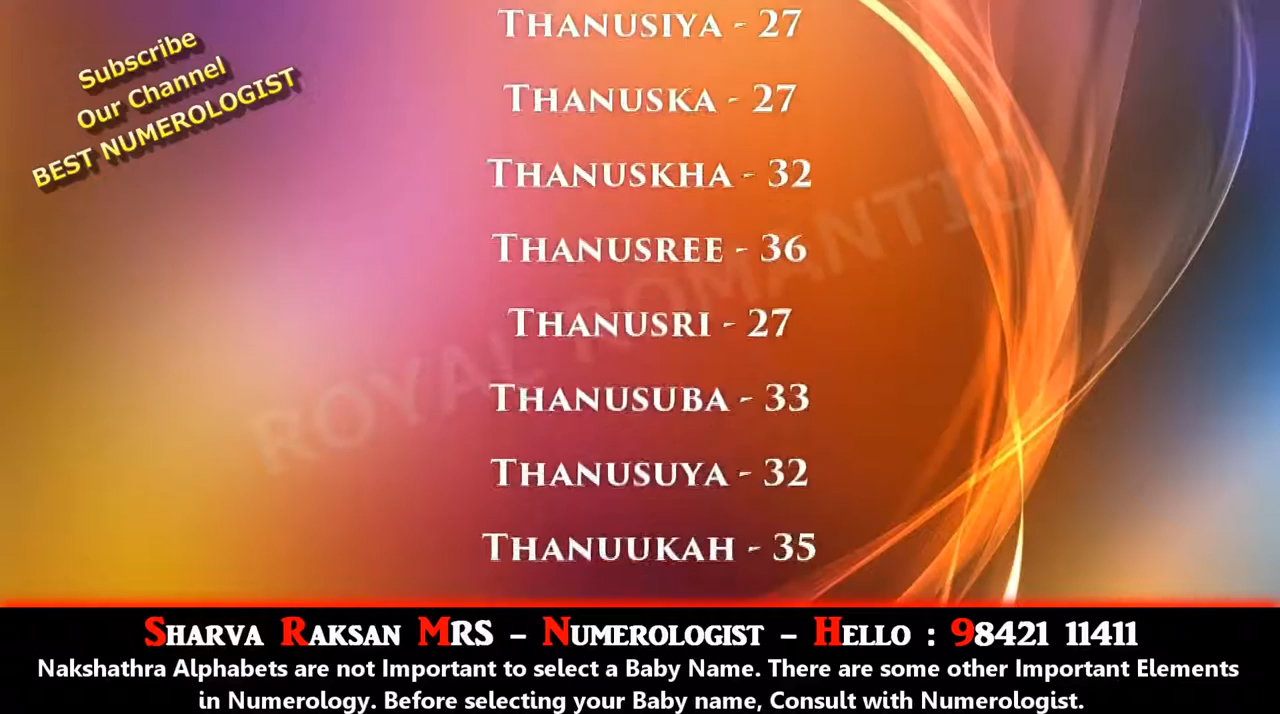 Subscribe
Our Channel
BEST NUMEROLOGIST
THANUSIYA - 27
THANUSKA - 27
THANUSKHA - 32
THANUSREE - 36
THANUSRI - 27
THANUSUBA - 33
THANUSUYA - 32
THANUUKAH - 35
ROYAL ROMANTIC
SHARVA RAKSAN MRS – NUMEROLOGIST – HELLO : 98421 11411
Nakshathra Alphabets are not Important to select a Baby Name. There are some other Important Elements
in Numerology. Before selecting your Baby name, Consult with Numerologist.